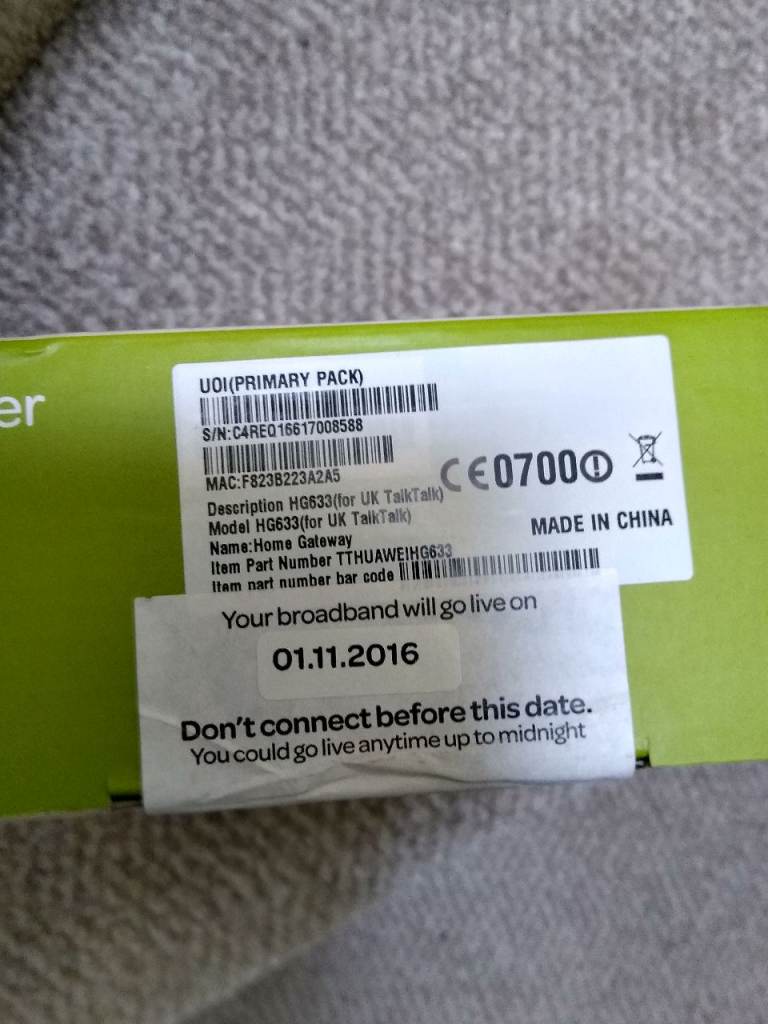 er
UOI(PRIMARY PACK)
S/N:C4REQ16617008588
MAC:F823B223A2A5
CE0700
Description HG633(for UK TalkTalk)
Model HG633(for UK TalkTalk)
MADE IN CHINA
Name:Home Gateway
Item Part Number TTHUAWEIHG633
Item part number bar code
Your broadband will go live on
01.11.2016
Don't connect before this date.
You could go live anytime up to midnight